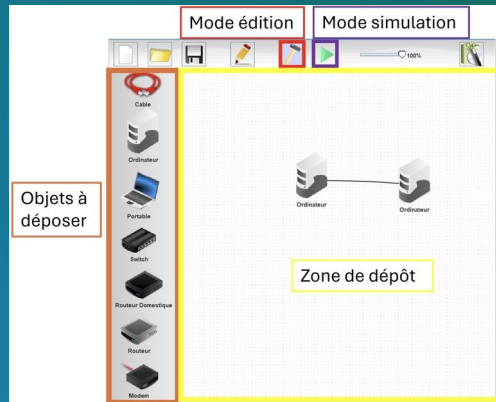 Mode édition
Mode simulation
100%
Cable
Ordinateur
Portable
Switch
Routeur Domestique
Routeur
Modem
Objets à
déposer
Ordinateur
Ordinateur
Zone de dépôt